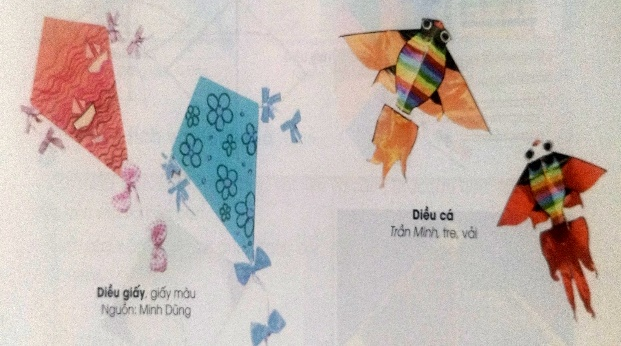 Diều giấy, giấy màu
Nguồn: Minh Dũng
Diều cá
Trần Minh, tre, vải